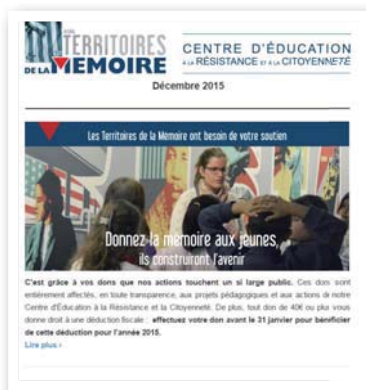 LES TERRITOIRES
DE LA MÉMOIRE
CENTRE D'ÉDUCATION
À LA RÉSISTANCE ET À LA CITOYENNETÉ
Décembre 2015
Les Territoires de la Mémoire ont besoin de votre soutien
Donnez la mémoire aux jeunes,
ils construiront l'avenir
C'est grâce à vos dons que nos actions touchent un si large public. Ces dons sont
entièrement affectés, en toute transparence, aux projets pédagogiques et aux actions de notre
Centre d'Éducation à la Résistance et la Citoyenneté. De plus, tout don de 40€ ou plus vous
donne droit à une déduction fiscale : effectuez votre don avant le 31 janvier pour bénéficier
de cette déduction pour l'année 2015.
Lire plus ›